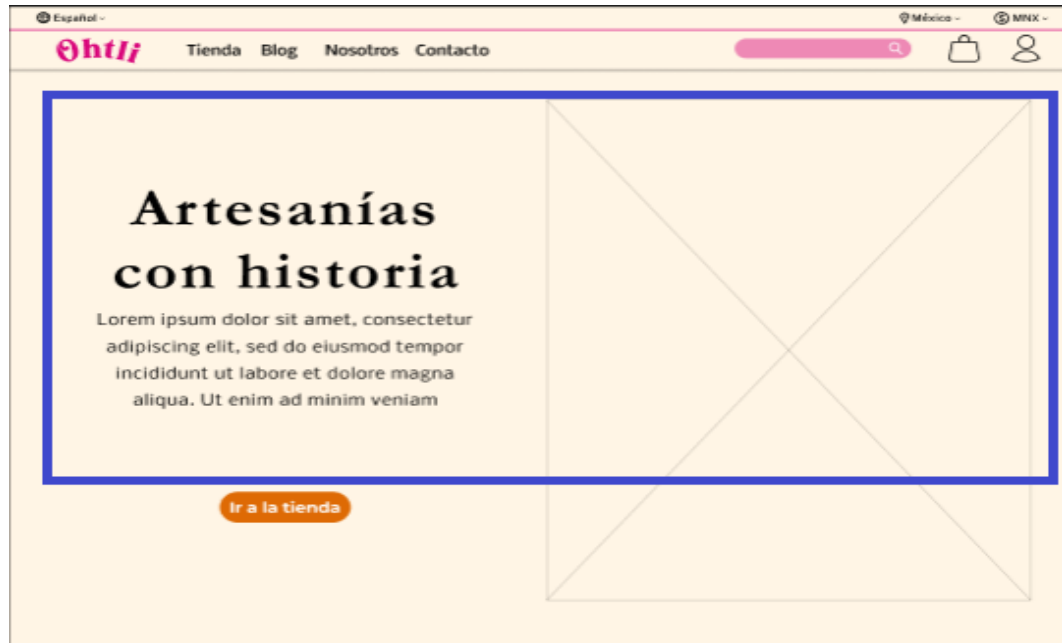 Español
México
MNX
Ohtli
Tienda Blog Nosotros Contacto
Artesanías
con historia
Lorem ipsum dolor sit amet, consectetur
adipiscing elit, sed do eiusmod tempor
incididunt ut labore et dolore magna
aliqua. Ut enim ad minim veniam
Ir a la tienda